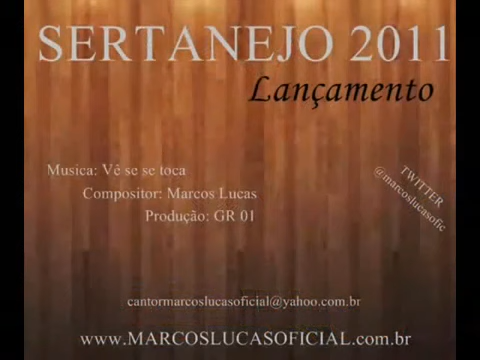 SERTANEJO 2011
Lançamento
Musica: Vê se se toca
Compositor: Marcos Lucas
Produção: GR 01
TWITTER
@marcoslucasofic
cantormarcoslucasoficial@yahoo.com.br
www.MARCOSLUCASOFICIAL.com.br